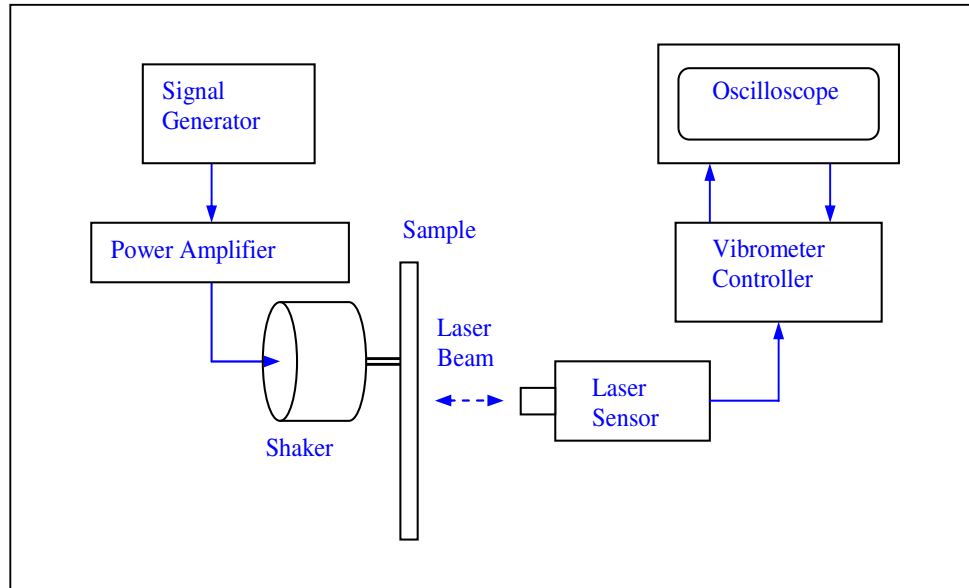 Signal
Generator
Oscilloscope
Power Amplifier
Sample
Vibrometer
Controller
Laser
Beam
Laser
Sensor
Shaker